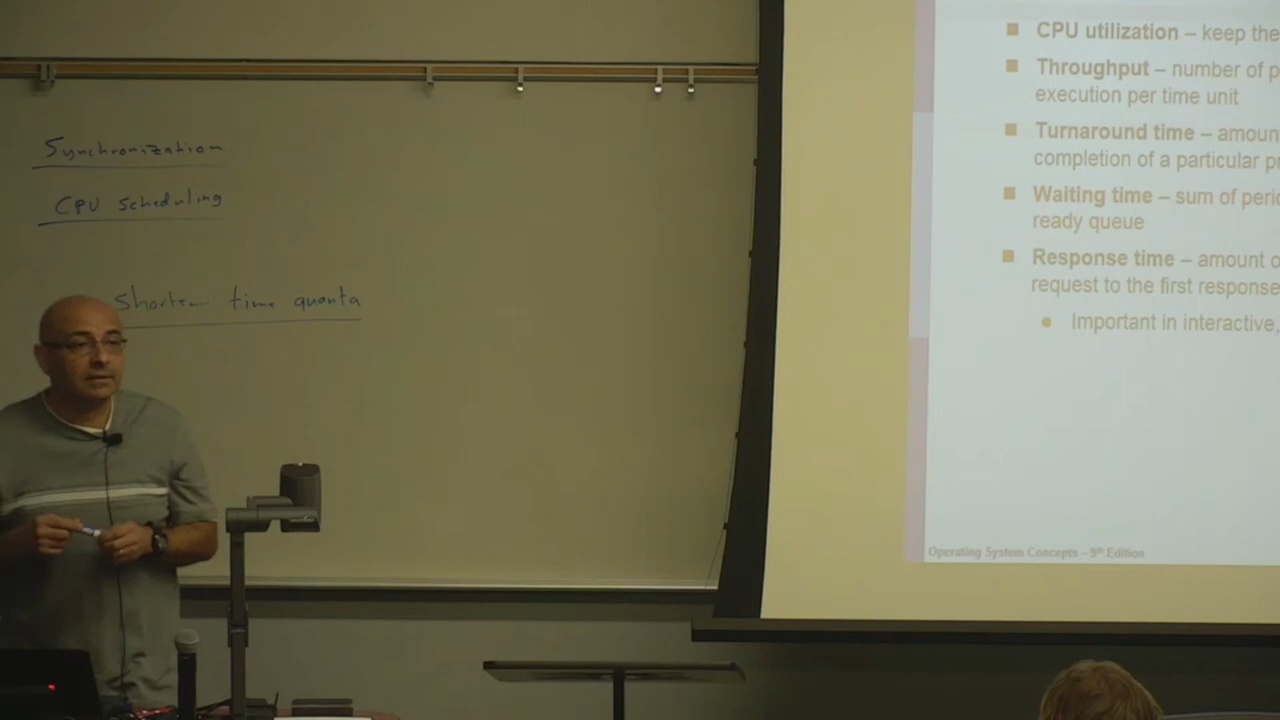 Synchronization
CPU Scheduling
Shorter time quanta
CPU utilization – keep the
Throughput – number of p
execution per time unit
Turnaround time – amoun
completion of a particular pr
Waiting time – sum of perio
ready queue
Response time – amount o
request to the first response
Important in interactive,
Operating System Concepts – 9th Edition